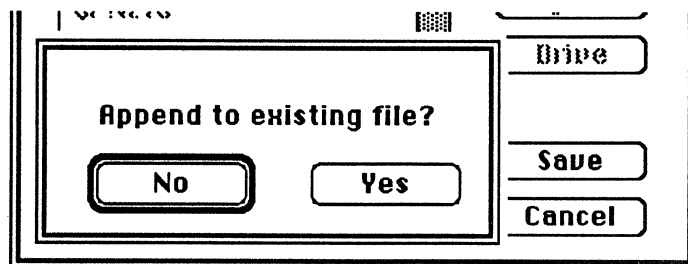 Drive
Append to existing file?
No
Yes
Save
Cancel